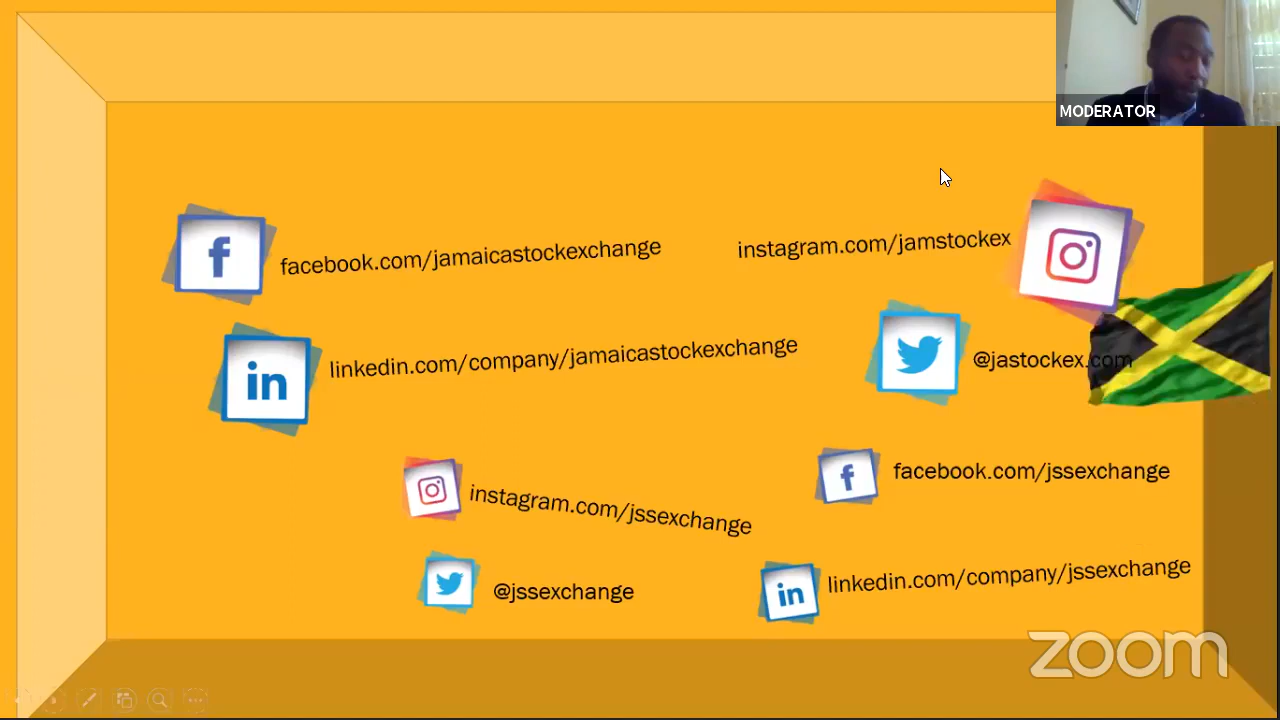 MODERATOR
facebook.com/jamaicastockexchange
instagram.com/jamstockex
linkedin.com/company/jamaicastockexchange
@jastockex.com
instagram.com/jssexchange
facebook.com/jssexchange
@jssexchange
linkedin.com/company/jssexchange
zoom